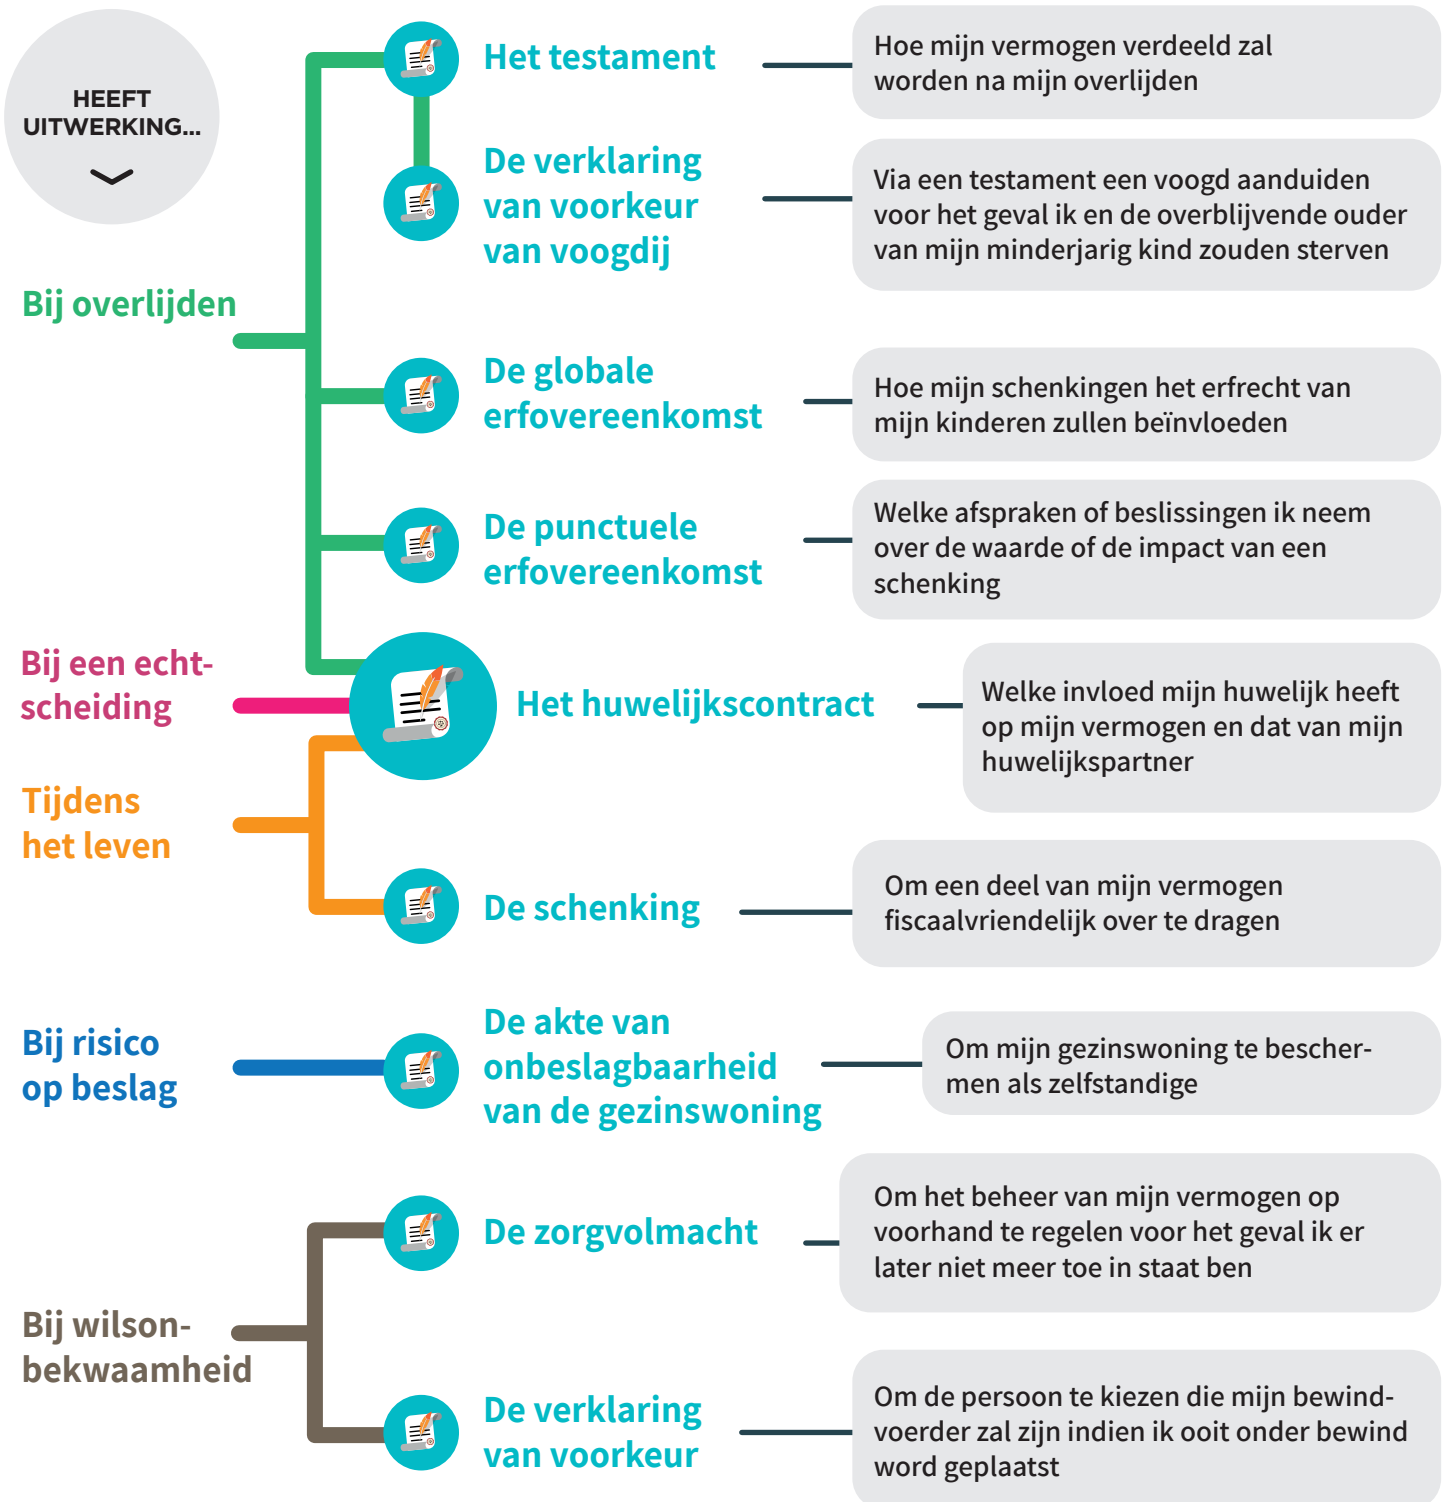 HEEFT
UITWERKING...
Bij overlijden
Het testament
Hoe mijn vermogen verdeeld zal
worden na mijn overlijden
De verklaring
van voorkeur
van voogdij
Via een testament een voogd aanduiden
voor het geval ik en de overblijvende ouder
van mijn minderjarig kind zouden sterven
De globale
erfovereenkomst
Hoe mijn schenkingen het erfrecht van
mijn kinderen zullen beïnvloeden
De punctuele
erfovereenkomst
Welke afspraken of beslissingen ik neem
over de waarde of de impact van een
schenking
Bij een echt-
scheiding
Het huwelijkscontract
Welke invloed mijn huwelijk heeft
op mijn vermogen en dat van mijn
huwelijkspartner
Tijdens
het leven
De schenking
Om een deel van mijn vermogen
fiscaalvriendelijk over te dragen
Bij risico
op beslag
De akte van
onbeslagbaarheid
van de gezinswoning
Om mijn gezinswoning te bescher-
men als zelfstandige
Bij wilson-
bekwaamheid
De zorgvolmacht
Om het beheer van mijn vermogen op
voorhand te regelen voor het geval ik er
later niet meer toe in staat ben
De verklaring
van voorkeur
Om de persoon te kiezen die mijn bewind-
voerder zal zijn indien ik ooit onder bewind
word geplaatst